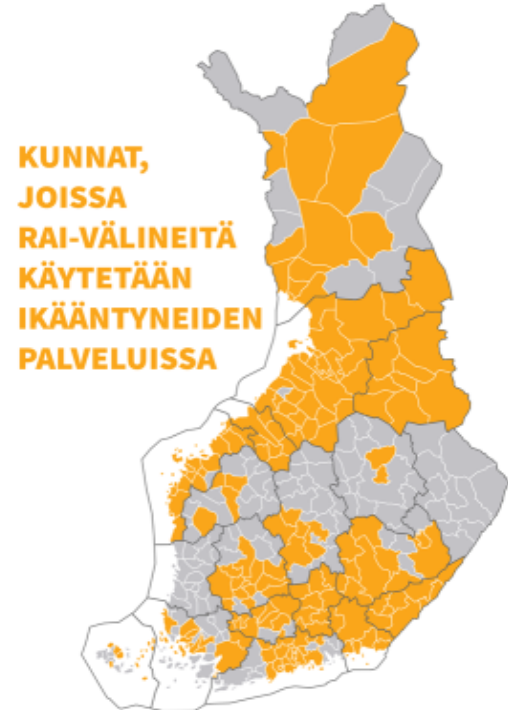 KUNNAT,
JOISSA
RAI-VÄLINEITÄ
KÄYTETÄÄN
IKÄÄNTYNEIDEN
PALVELUISSA